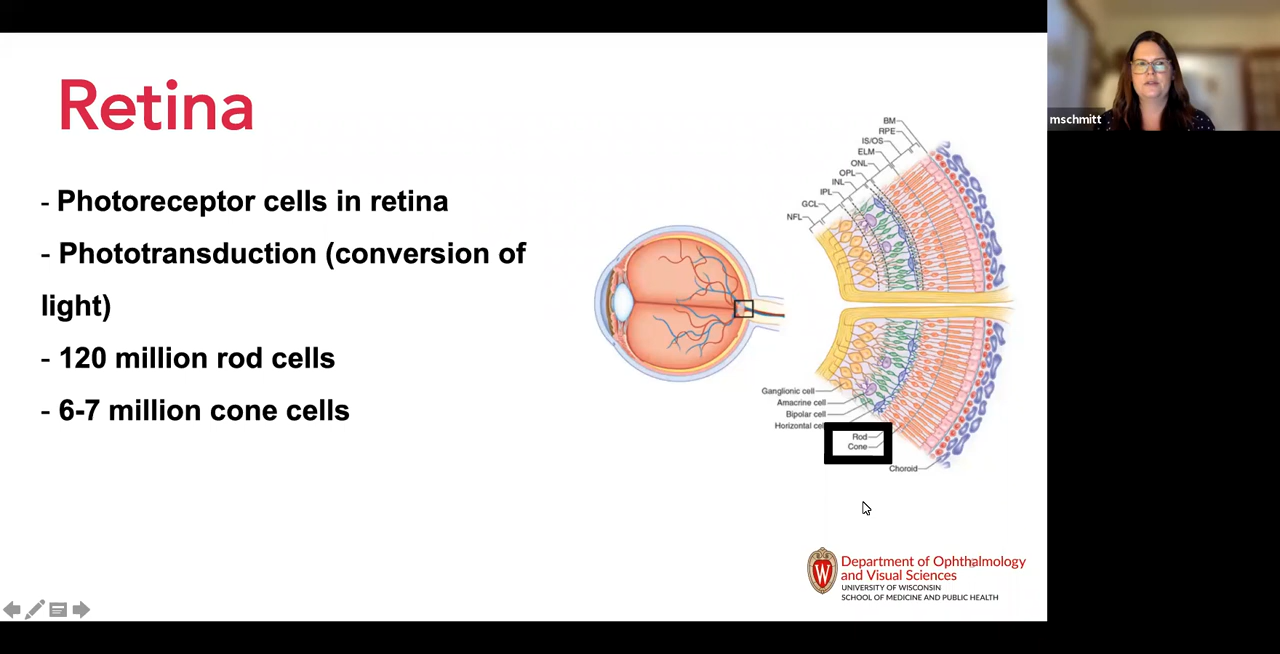 Retina
- Photoreceptor cells in retina
- Phototransduction (conversion of
light)
- 120 million rod cells
- 6-7 million cone cells
BM
RPE
IS/OS
ELM
ONL
OPL
INL
IPL
GCL
NFL
Ganglionic cell
Amacrine cell
Bipolar cell
Horizontal cell
Rod
Cone
Choroid
W
Department of Ophthalmology
and Visual Sciences
UNIVERSITY OF WISCONSIN
SCHOOL OF MEDICINE AND PUBLIC HEALTH
mschmitt